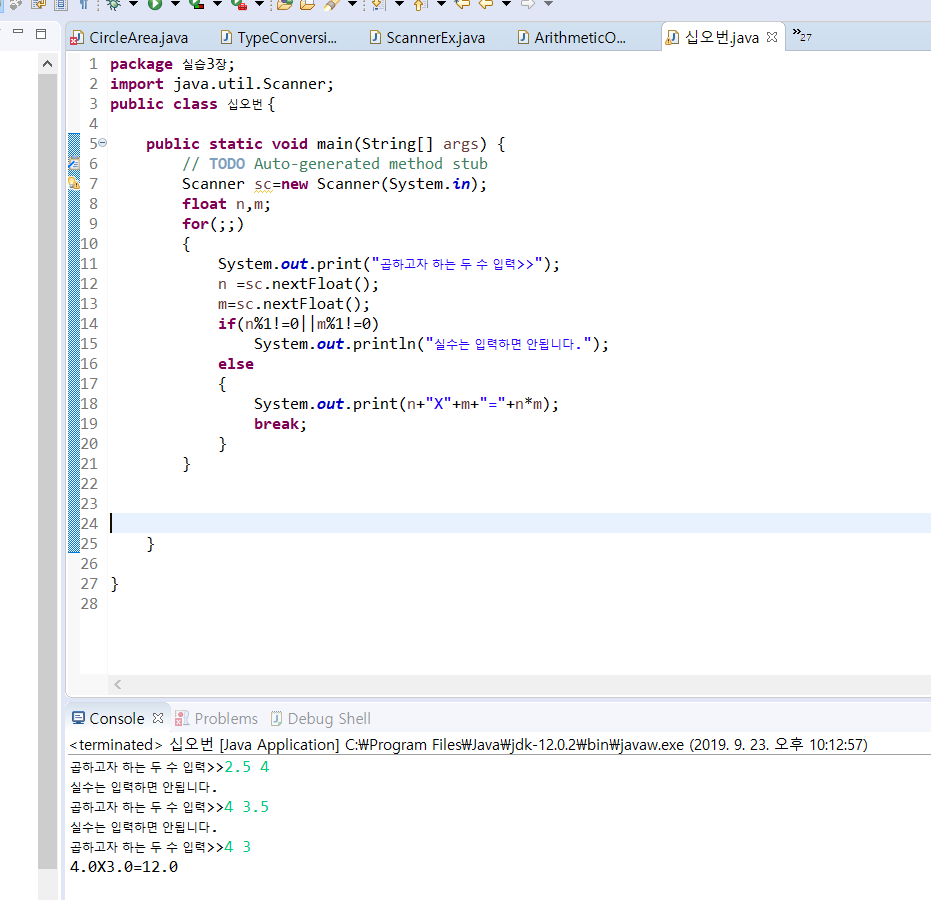 CircleArea.java TypeConversi... ScannerEx.java ArithmeticO... 십오번.java »27
1 package 실습3장;
2 import java.util.Scanner;
3 public class 십오번 {
4
5 public static void main(String[] args) {
6 // TODO Auto-generated method stub
7 Scanner sc=new Scanner(System.in);
8 float n,m;
9 for(;;)
10 {
11 System.out.print("곱하고자 하는 두 수 입력>>");
12 n =sc.nextFloat();
13 m=sc.nextFloat();
14 if(n%1!=0||m%1!=0)
15 System.out.println("실수는 입력하면 안됩니다.");
16 else
17 {
18 System.out.print(n+"X"+m+"="+n*m);
19 break;
20 }
21 }
22
23
24
25 }
26
27 }
28
Console Problems Debug Shell
<terminated> 십오번 [Java Application] C:₩Program Files₩Java₩jdk-12.0.2₩bin₩javaw.exe (2019. 9. 23. 오후 10:12:57)
곱하고자 하는 두 수 입력>>2.5 4
실수는 입력하면 안됩니다.
곱하고자 하는 두 수 입력>>4 3.5
실수는 입력하면 안됩니다.
곱하고자 하는 두 수 입력>>4 3
4.0X3.0=12.0